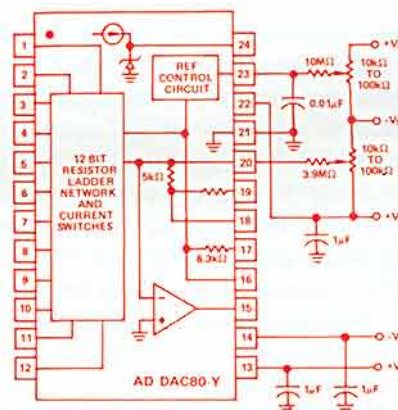 1
2
3
4
5
6
7
8
9
10
11
12
12 BIT
RESISTOR
LADDER
NETWORK
AND
CURRENT
SWITCHES
REF
CONTROL
CIRCUIT
5kΩ
6.3kΩ
24
23
22
21
20
19
18
17
16
15
14
13
AD DAC80-Y
10MΩ
0.01μF
3.9MΩ
1μF
10kΩ
TO
100kΩ
10kΩ
TO
100kΩ
1μF
1μF